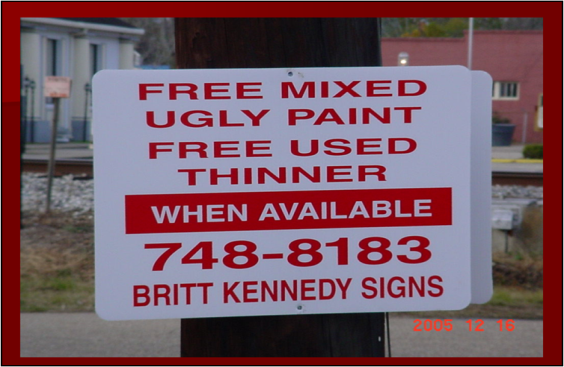 FREE MIXED
UGLY PAINT
FREE USED
THINNER
WHEN AVAILABLE
748-8183
BRITT KENNEDY SIGNS
2005 12 16